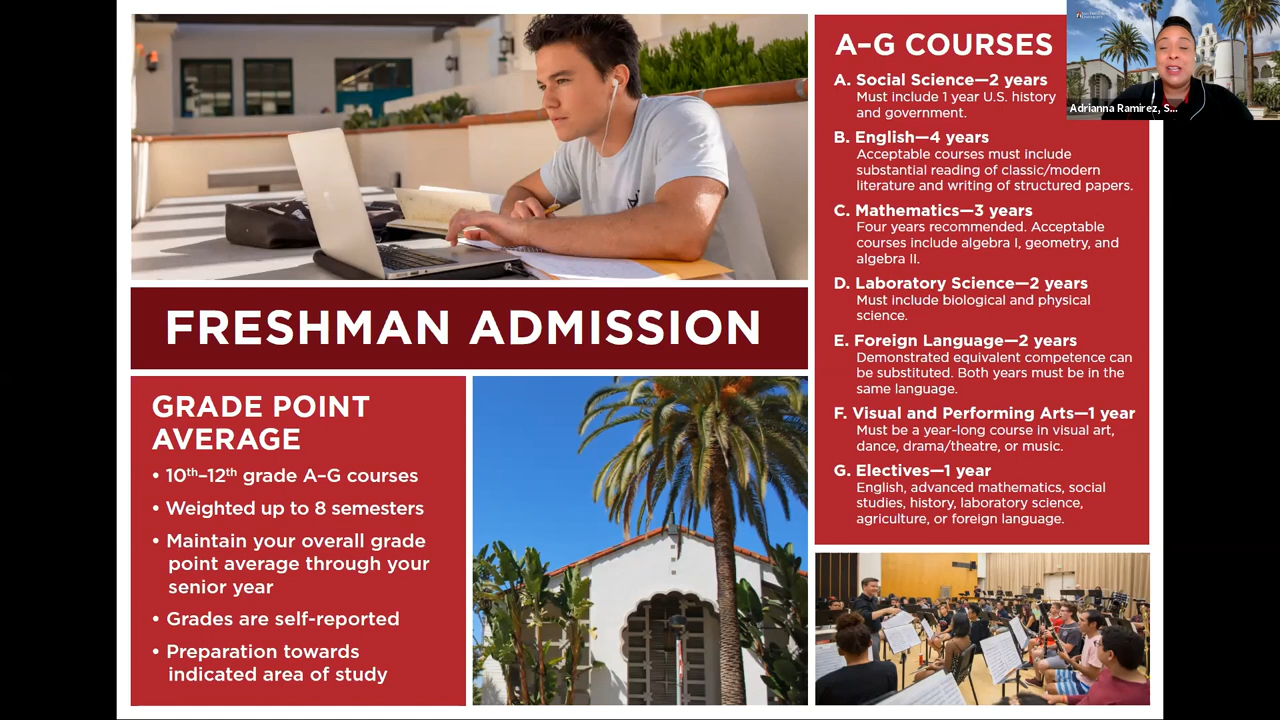 FRESHMAN ADMISSION
GRADE POINT
AVERAGE
• 10th–12th grade A–G courses
• Weighted up to 8 semesters
• Maintain your overall grade
point average through your
senior year
• Grades are self-reported
• Preparation towards
indicated area of study
A–G COURSES
A. Social Science—2 years
Must include 1 year U.S. history
and government.
B. English—4 years
Acceptable courses must include
substantial reading of classic/modern
literature and writing of structured papers.
C. Mathematics—3 years
Four years recommended. Acceptable
courses include algebra I, geometry, and
algebra II.
D. Laboratory Science—2 years
Must include biological and physical
science.
E. Foreign Language—2 years
Demonstrated equivalent competence can
be substituted. Both years must be in the
same language.
F. Visual and Performing Arts—1 year
Must be a year-long course in visual art,
dance, drama/theatre, or music.
G. Electives—1 year
English, advanced mathematics, social
studies, history, laboratory science,
agriculture, or foreign language.
Adrianna Ramirez, S...